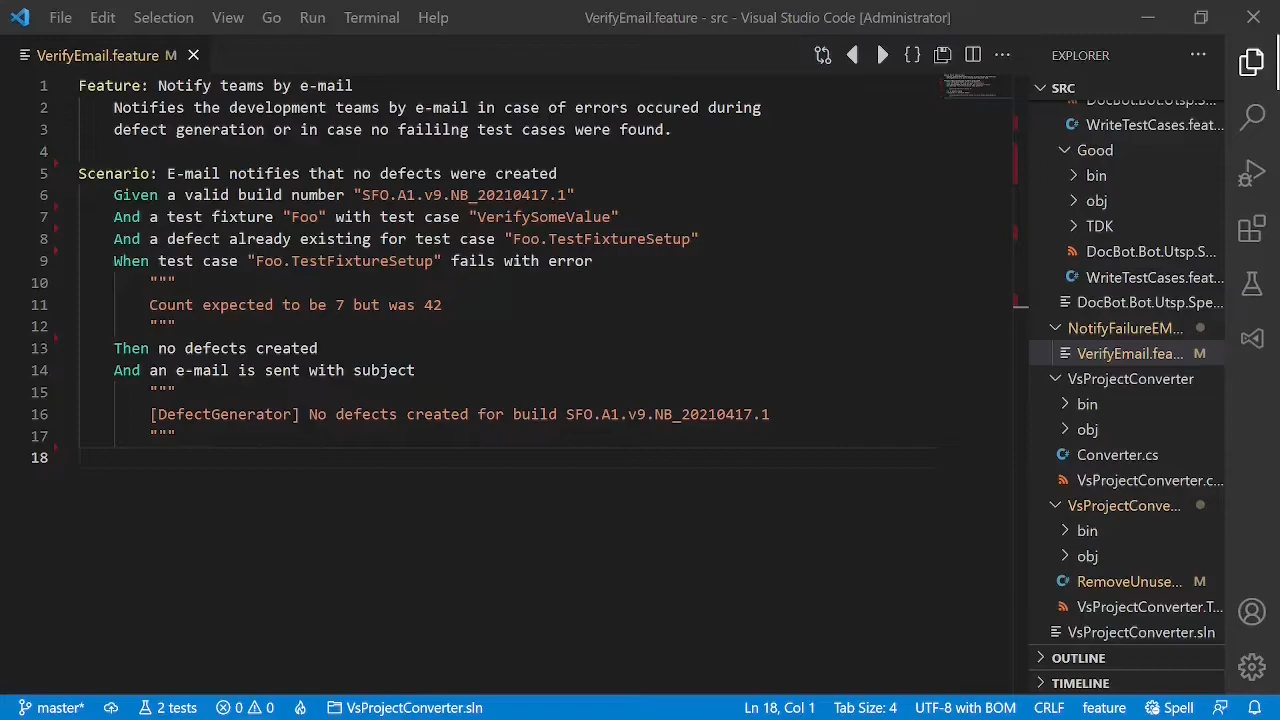 File Edit Selection View Go Run Terminal Help VerifyEmail.feature - src - Visual Studio Code [Administrator]
VerifyEmail.feature M
1 Feature: Notify teams by e-mail
2 Notifies the development teams by e-mail in case of errors occured during
3 defect generation or in case no faililng test cases were found.
4
5 Scenario: E-mail notifies that no defects were created
6 Given a valid build number "SFO.A1.v9.NB_20210417.1"
7 And a test fixture "Foo" with test case "VerifySomeValue"
8 And a defect already existing for test case "Foo.TestFixtureSetup"
9 When test case "Foo.TestFixtureSetup" fails with error
10 """
11 Count expected to be 7 but was 42
12 """
13 Then no defects created
14 And an e-mail is sent with subject
15 """
16 [DefectGenerator] No defects created for build SFO.A1.v9.NB_20210417.1
17 """
18
EXPLORER
SRC
DocBot.Bot.Utsp.S...
WriteTestCases.feat...
Good
bin
obj
TDK
DocBot.Bot.Utsp.S...
WriteTestCases.feat...
DocBot.Bot.Utsp.Spe...
NotifyFailureEM...
VerifyEmail.fea... M
VsProjectConverter
bin
obj
Converter.cs
VsProjectConverter.c...
VsProjectConve...
bin
obj
RemoveUnuse... M
VsProjectConverter.T...
VsProjectConverter.sln
OUTLINE
TIMELINE
master* 2 tests 0 0 VsProjectConverter.sln Ln 18, Col 1 Tab Size: 4 UTF-8 with BOM CRLF feature Spell